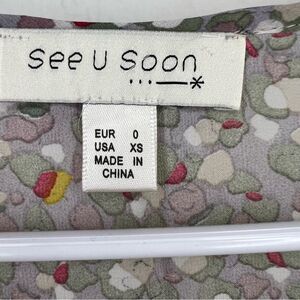 See U Soon
...—*
EUR 0
USA XS
MADE IN
CHINA